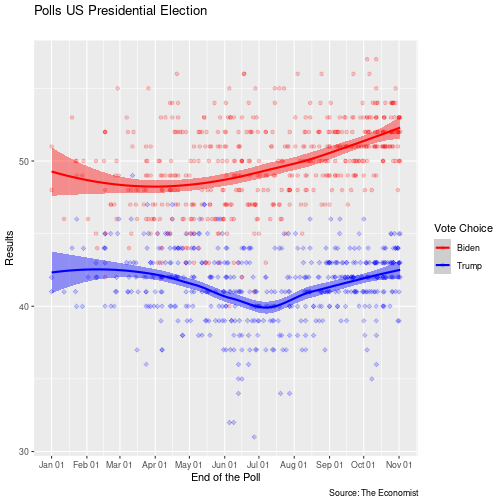 Polls US Presidential Election
Results
50
40
30
Jan 01 Feb 01 Mar 01 Apr 01 May 01 Jun 01 Jul 01 Aug 01 Sep 01 Oct 01 Nov 01
End of the Poll
Vote Choice
Biden
Trump
Source: The Economist